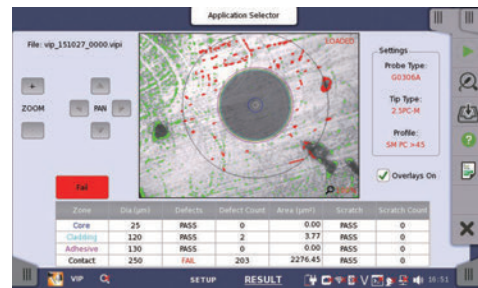 Application Selector
File: vip_151027_0000.vipi
LOADED
Settings
Probe Type:
G0306A
Tip Type:
2.5PC-M
Profile:
SM PC >45
ZOOM
PAN
Overlays On
Fail
Zone Dia (µm) Defects Defect Count Area (µm²) Scratch Scratch Count
Core 25 PASS 0 0.00 PASS 0
Cladding 120 PASS 2 3.77 PASS 0
Adhesive 130 PASS 0 0.00 PASS 0
Contact 250 FAIL 203 2276.45 PASS 0
VIP
SETUP
RESULT
16:51